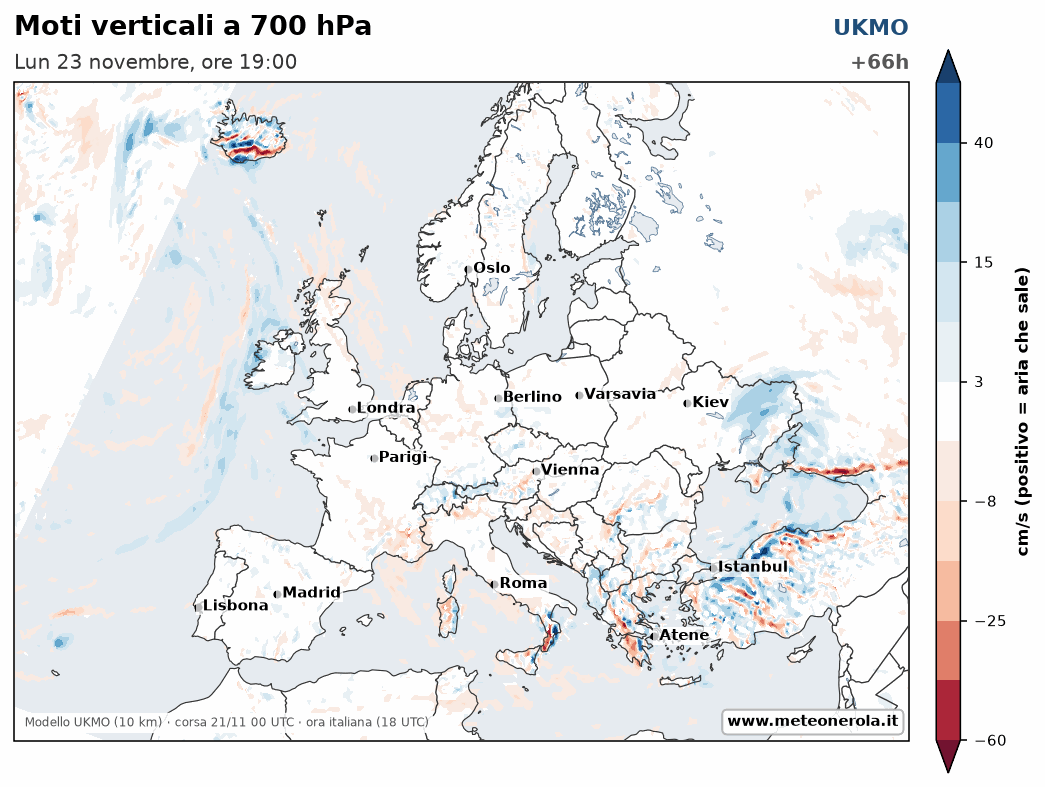 Moti verticali a 700 hPa
UKMO
Lun 23 novembre, ore 19:00
+66h
Oslo
Berlino
Varsavia
Kiev
Londra
Parigi
Vienna
Istanbul
Roma
Madrid
Lisbona
Atene
40
15
3
−8
−25
−60
cm/s (positivo = aria che sale)
Modello UKMO (10 km) · corsa 21/11 00 UTC · ora italiana (18 UTC)
www.meteonerola.it